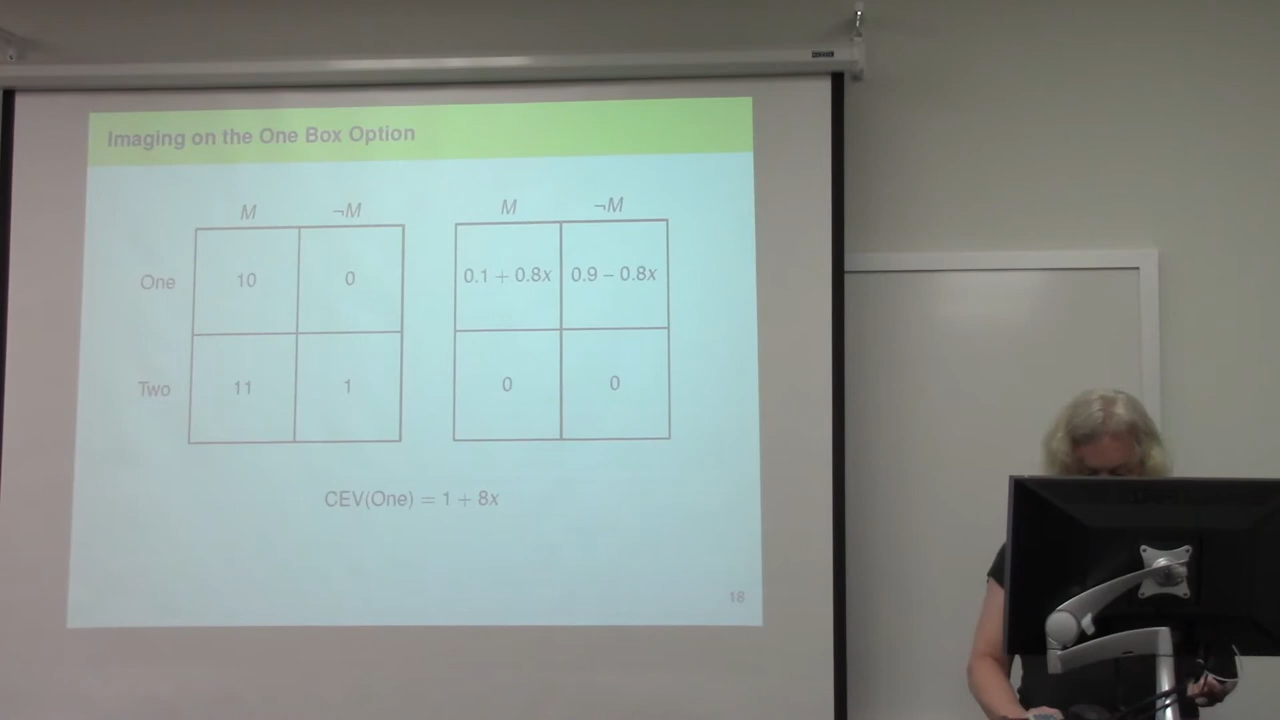 Imaging on the One Box Option
M ¬M M ¬M
One 10 0 0.1 + 0.8x 0.9 – 0.8x
Two 11 1 0 0
CEV(One) = 1 + 8x
18